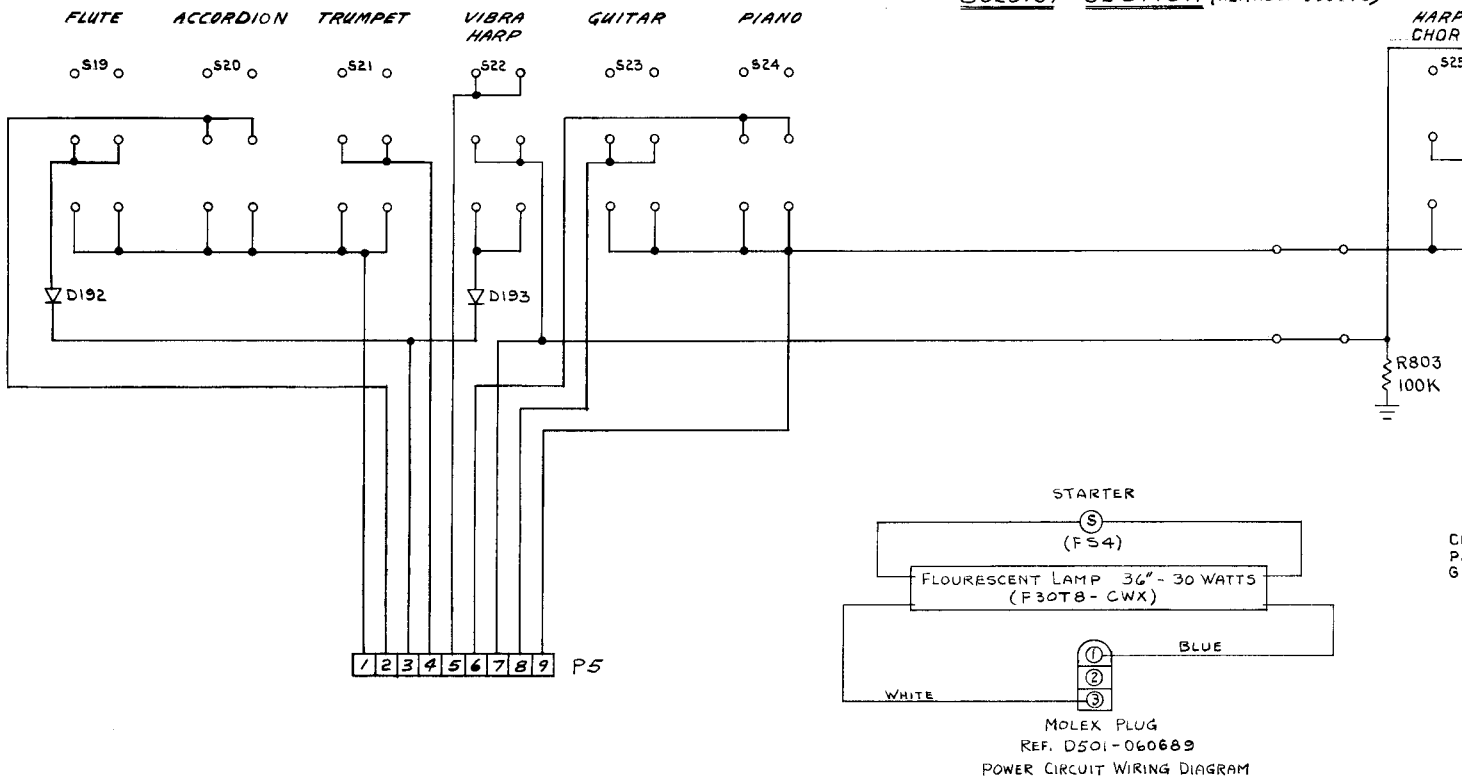 FLUTE ACCORDION TRUMPET VIBRA HARP GUITAR PIANO
HARP
CHOR
S19 S20 S21 S22 S23 S24 S25
D192 D193
R803
100K
STARTER
S
(FS4)
FLOURESCENT LAMP 36" - 30 WATTS
(F30T8 - CWX)
1 BLUE
2
WHITE 3
1 2 3 4 5 6 7 8 9 P5
MOLEX PLUG
REF. D501-060689
POWER CIRCUIT WIRING DIAGRAM